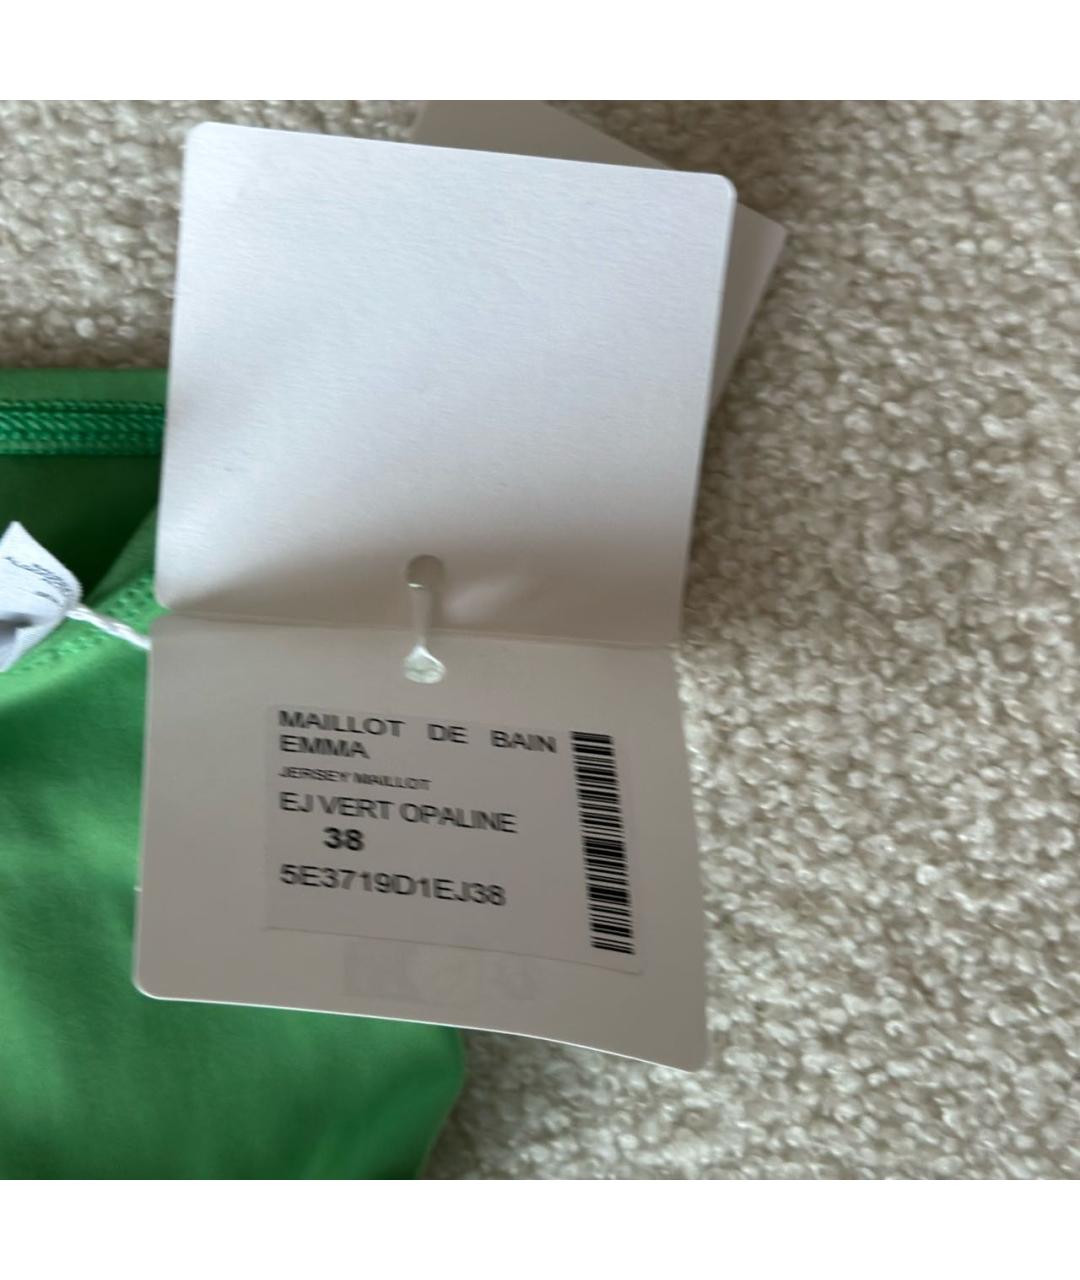 MAILLOT DE BAIN
EMMA
JERSEY MAILLOT
EJ VERT OPALINE
38
5E3719D1EJ38